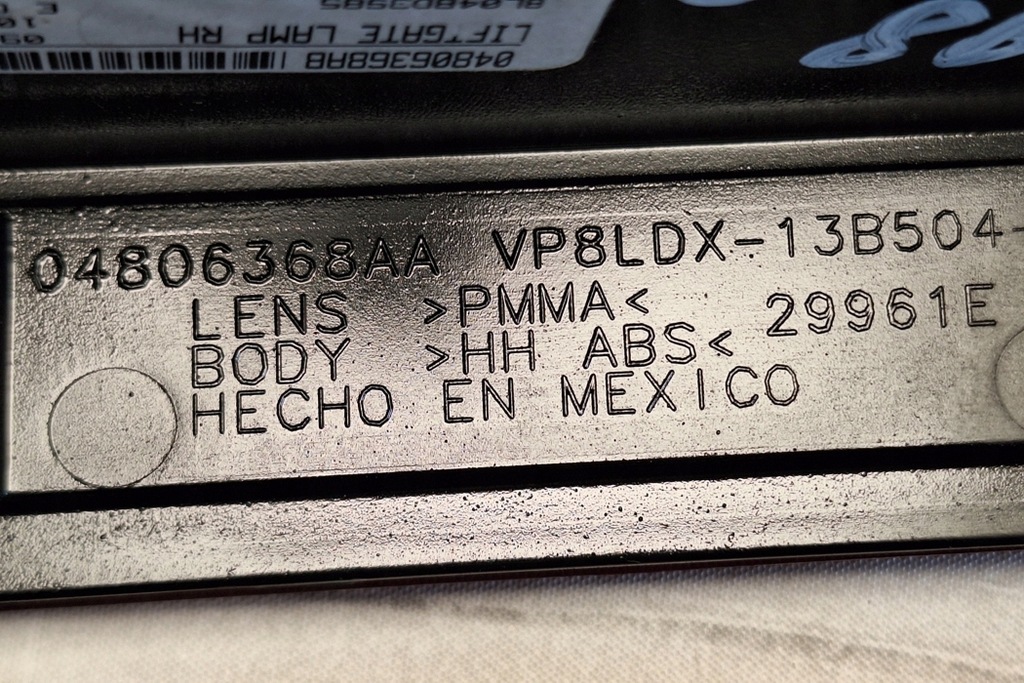 04806368AB
LIFTGATE LAMP RH
04806368AA VP8LDX-13B504-
LENS >PMMA< 29961E
BODY >HH ABS<
HECHO EN MEXICO